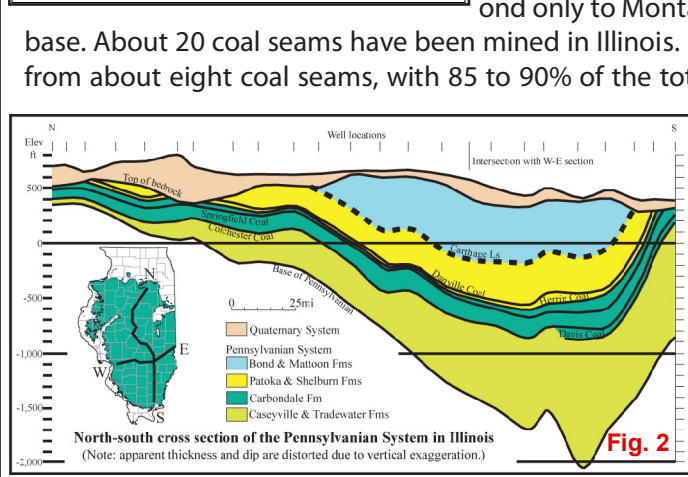 ond only to Monta
base. About 20 coal seams have been mined in Illinois.
from about eight coal seams, with 85 to 90% of the tot
N
S
Elev
ft
Well locations
Intersection with W-E section
Top of bedrock
500
Springfield Coal
Colchester Coal
Carthage Ls
0
Base of Pennsylvanian
Danville Coal
Herrin Coal
N
0 25mi
-500
Davis Coal
Quaternary System
E
Pennsylvanian System
-1,000
Bond & Mattoon Fms
W
Patoka & Shelburn Fms
Carbondale Fm
S
Caseyville & Tradewater Fms
North-south cross section of the Pennsylvanian System in Illinois
Fig. 2
(Note: apparent thickness and dip are distorted due to vertical exaggeration.)
-2,000